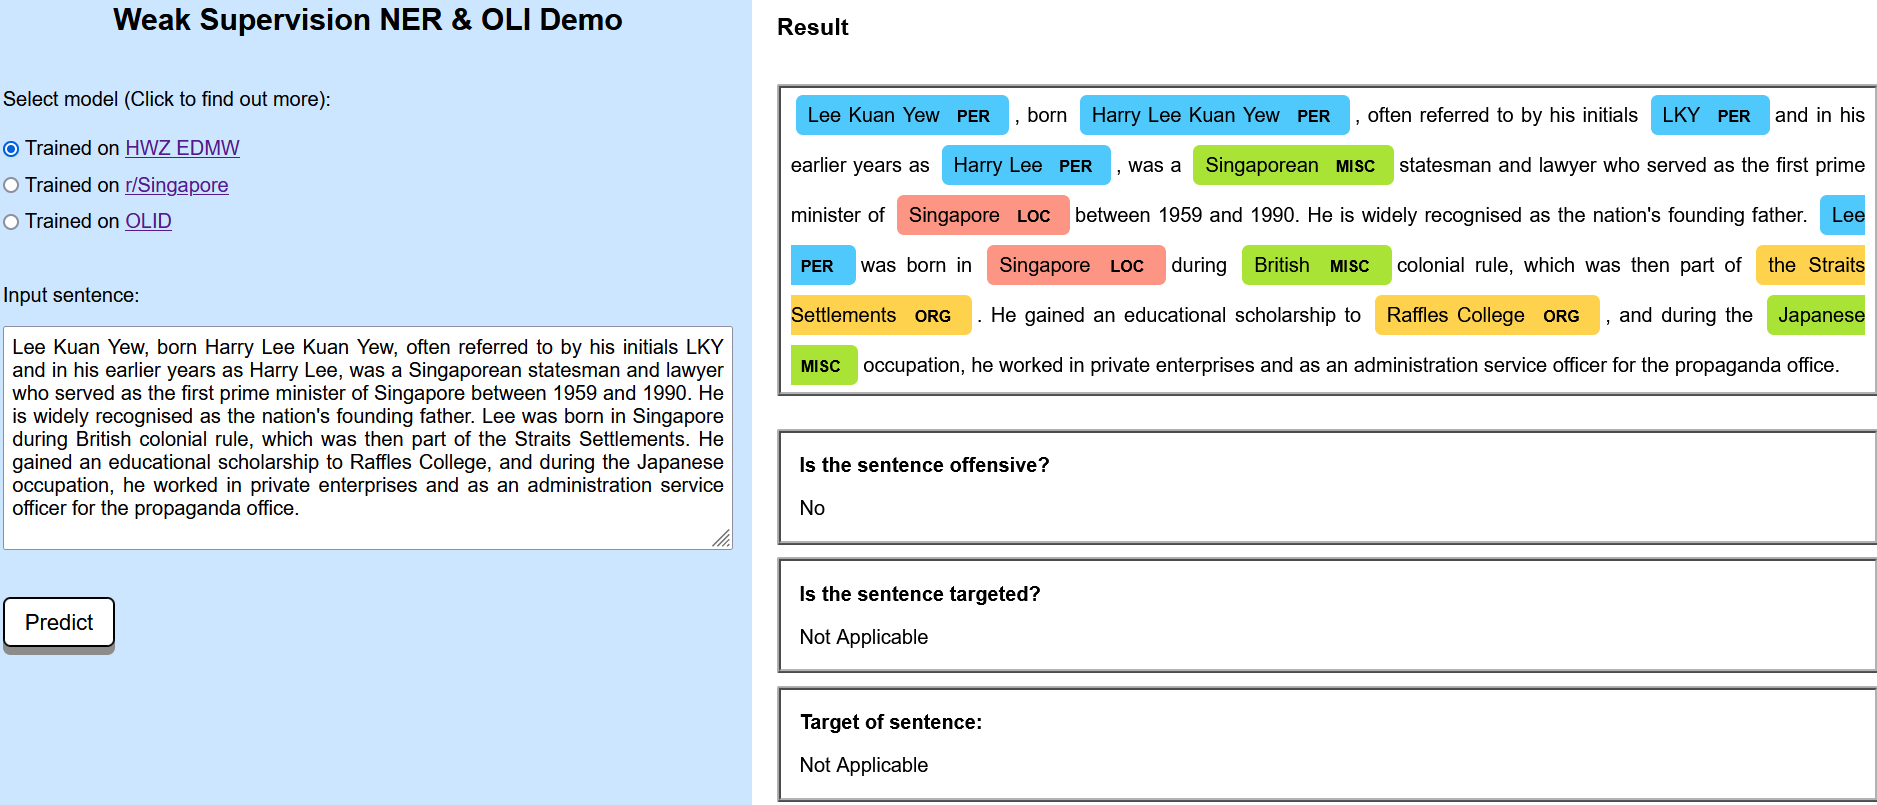 Weak Supervision NER & OLI Demo
Select model (Click to find out more):
Trained on HWZ EDMW
Trained on r/Singapore
Trained on OLID
Input sentence:
Lee Kuan Yew, born Harry Lee Kuan Yew, often referred to by his initials LKY
and in his earlier years as Harry Lee, was a Singaporean statesman and lawyer
who served as the first prime minister of Singapore between 1959 and 1990. He
is widely recognised as the nation's founding father. Lee was born in Singapore
during British colonial rule, which was then part of the Straits Settlements. He
gained an educational scholarship to Raffles College, and during the Japanese
occupation, he worked in private enterprises and as an administration service
officer for the propaganda office.
Predict
Result
Lee Kuan Yew PER , born Harry Lee Kuan Yew PER , often referred to by his initials LKY PER and in his
earlier years as Harry Lee PER , was a Singaporean MISC statesman and lawyer who served as the first prime
minister of Singapore LOC between 1959 and 1990. He is widely recognised as the nation's founding father. Lee
PER was born in Singapore LOC during British MISC colonial rule, which was then part of the Straits
Settlements ORG . He gained an educational scholarship to Raffles College ORG , and during the Japanese
MISC occupation, he worked in private enterprises and as an administration service officer for the propaganda office.
Is the sentence offensive?
No
Is the sentence targeted?
Not Applicable
Target of sentence:
Not Applicable